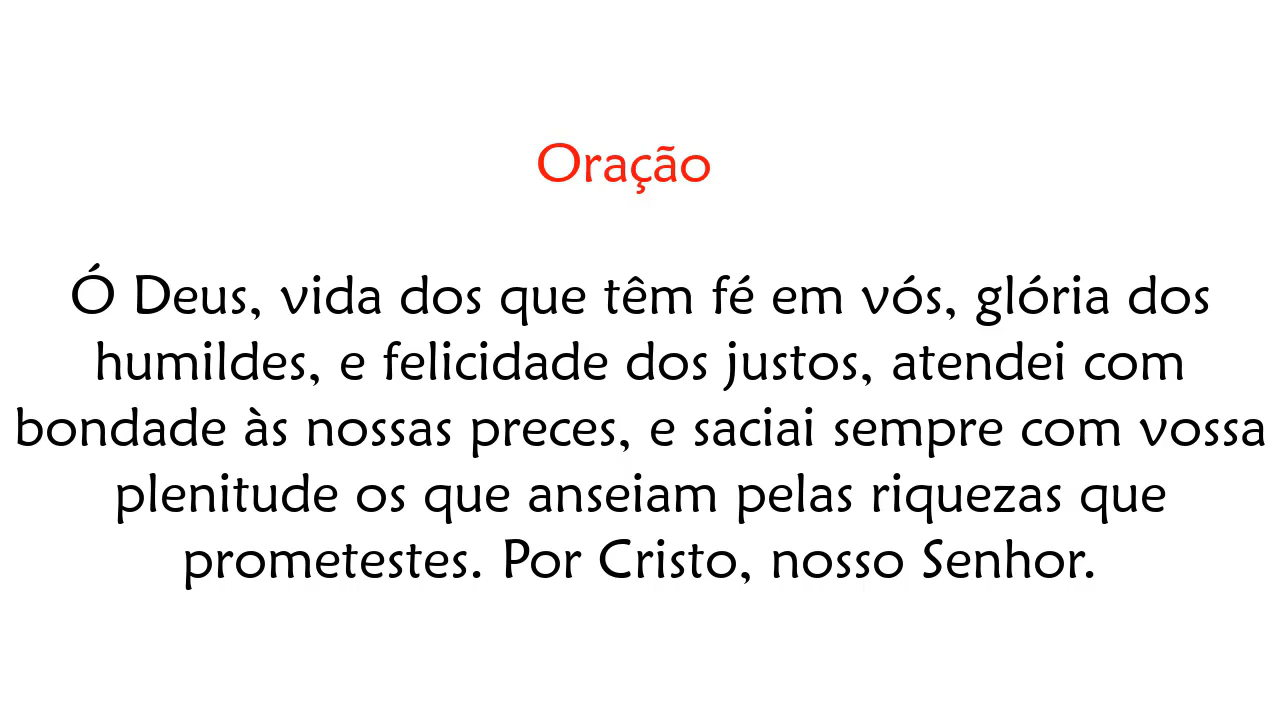 Oração
Ó Deus, vida dos que têm fé em vós, glória dos
humildes, e felicidade dos justos, atendei com
bondade às nossas preces, e saciai sempre com vossa
plenitude os que anseiam pelas riquezas que
prometestes. Por Cristo, nosso Senhor.